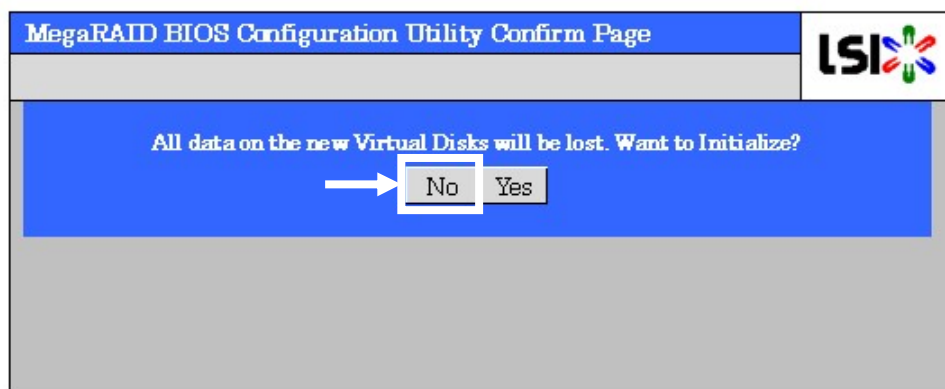 MegaRAID BIOS Configuration Utility Confirm Page
LSI
All data on the new Virtual Disks will be lost. Want to Initialize?
No Yes